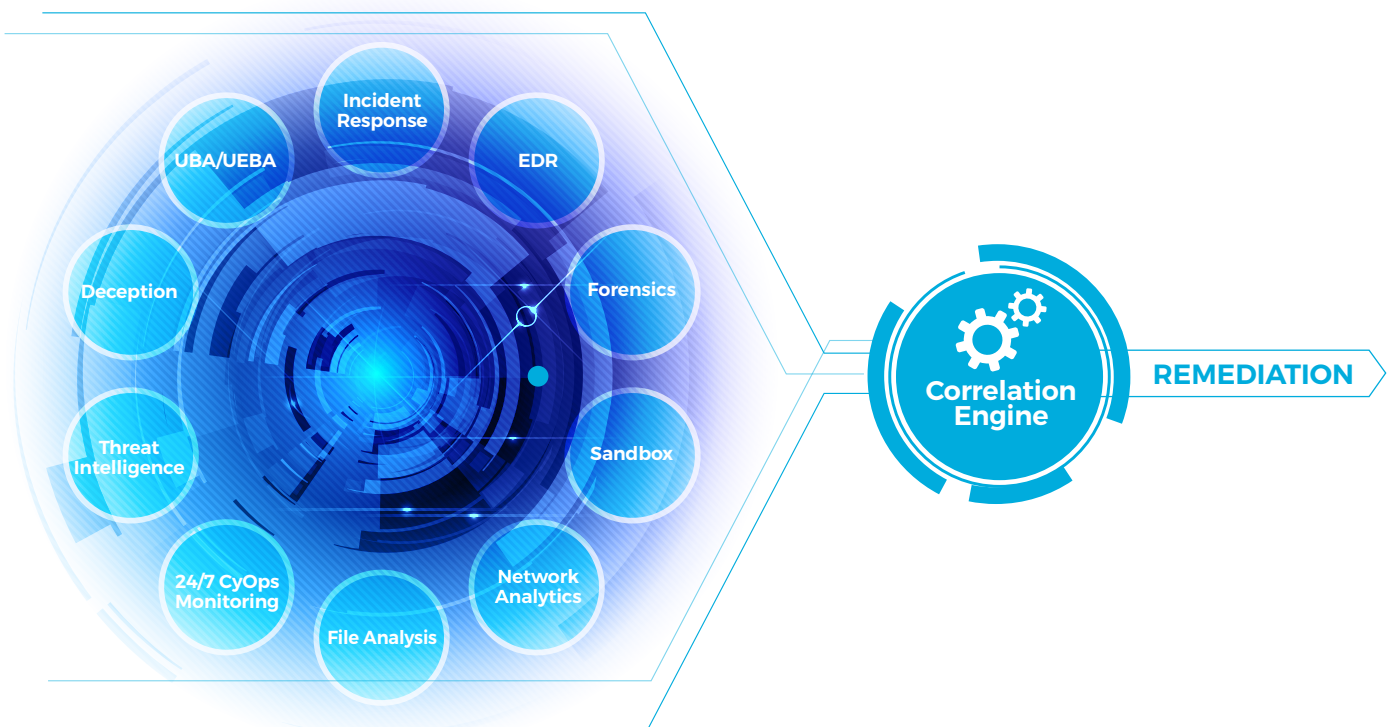 Incident
Response
EDR
Forensics
Sandbox
Network
Analytics
File Analysis
24/7 CyOps
Monitoring
Threat
Intelligence
Deception
UBA/UEBA
Correlation
Engine
REMEDIATION